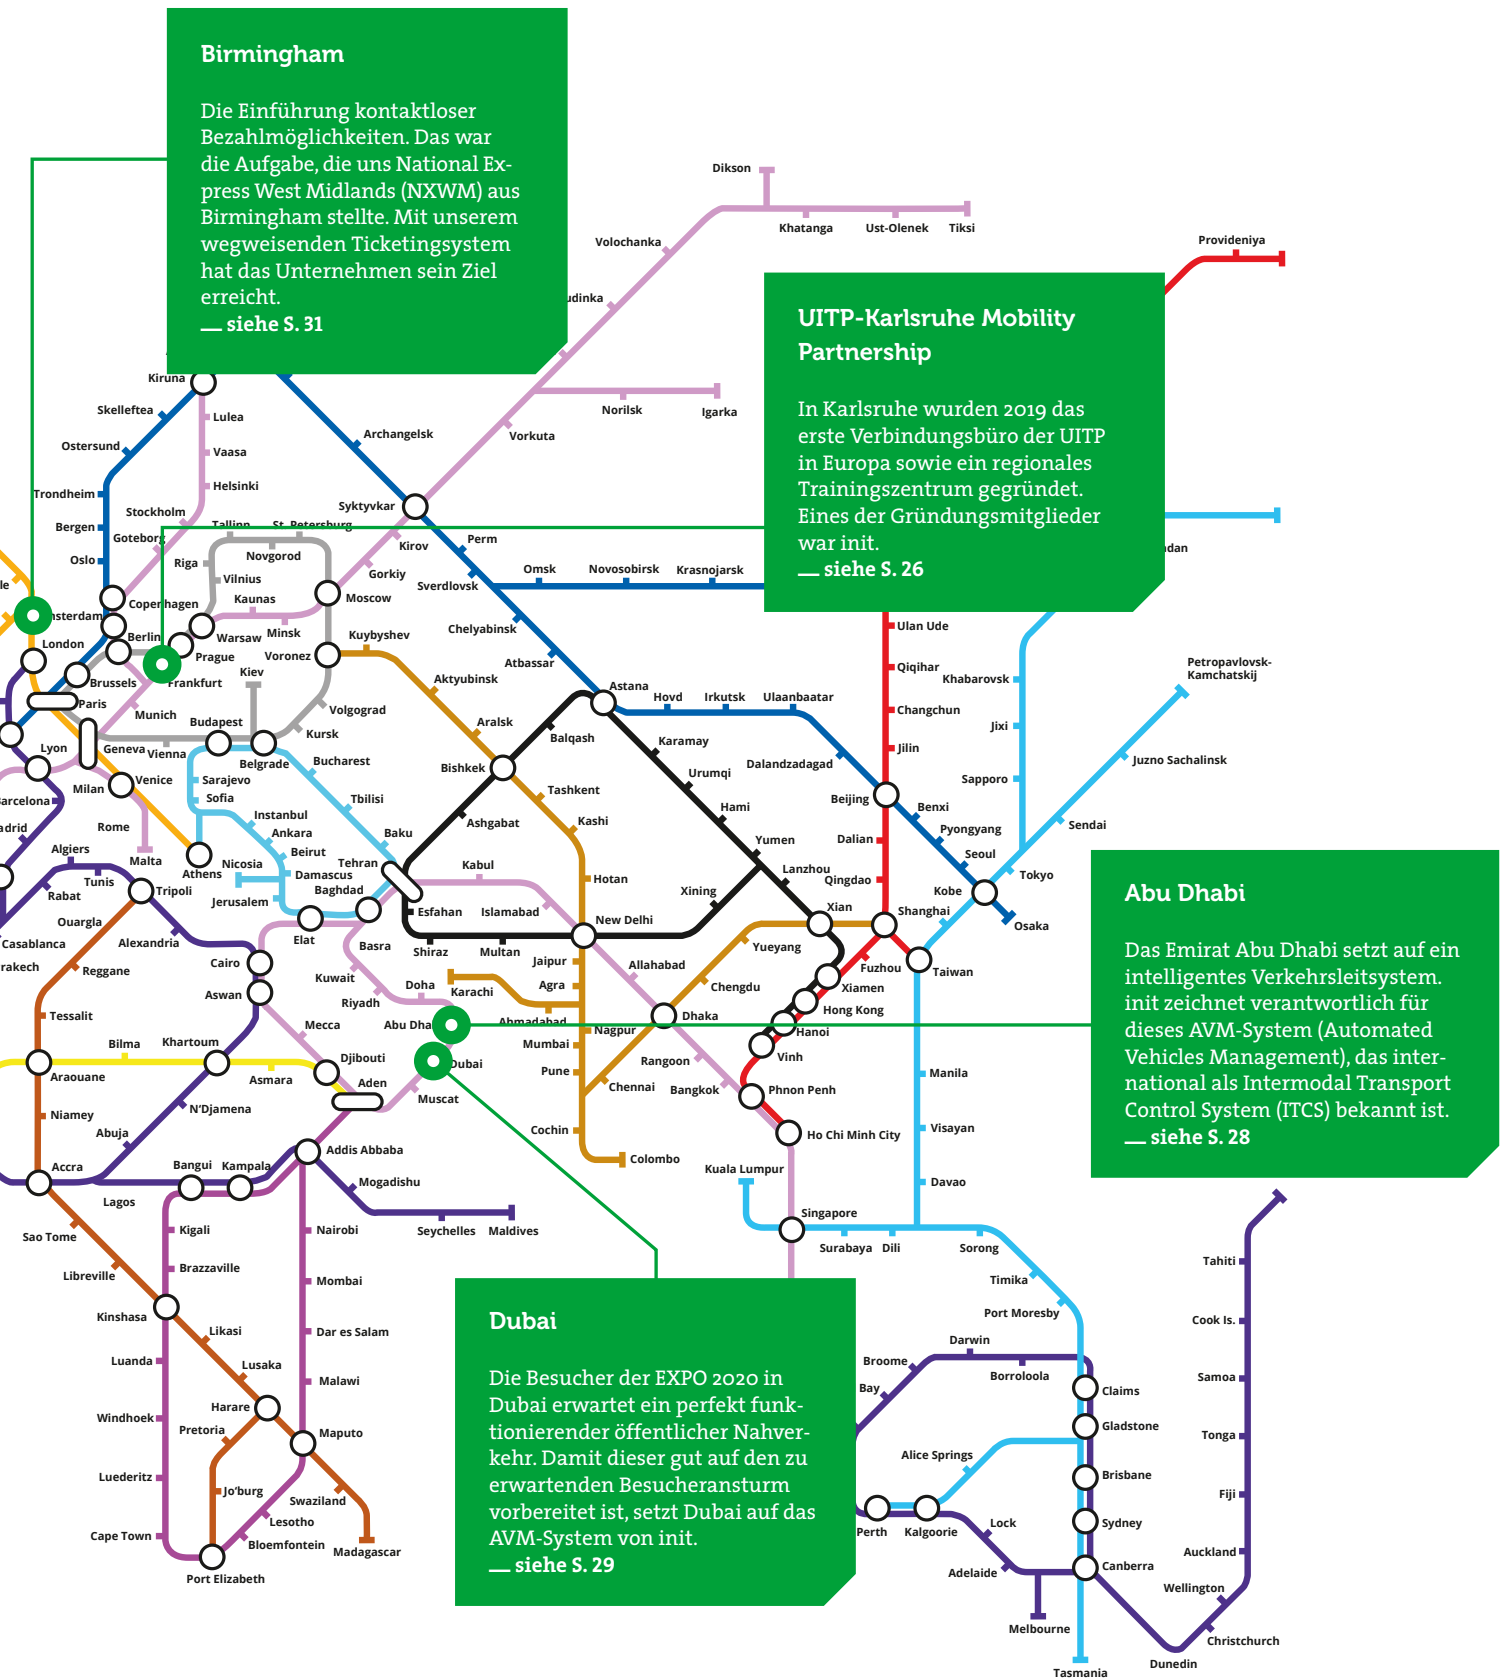 Birmingham
Die Einführung kontaktloser
Bezahlmöglichkeiten. Das war
die Aufgabe, die uns National Ex-
press West Midlands (NXWM) aus
Birmingham stellte. Mit unserem
wegweisenden Ticketingsystem
hat das Unternehmen sein Ziel
erreicht.
siehe S. 31
UITP-Karlsruhe Mobility
Partnership
In Karlsruhe wurden 2019 das
erste Verbindungsbüro der UITP
in Europa sowie ein regionales
Trainingszentrum gegründet.
Eines der Gründungsmitglieder
war init.
siehe S. 26
Abu Dhabi
Das Emirat Abu Dhabi setzt auf ein
intelligentes Verkehrsleitsystem.
init zeichnet verantwortlich für
dieses AVM-System (Automated
Vehicles Management), das inter-
national als Intermodal Transport
Control System (ITCS) bekannt ist.
siehe S. 28
Dubai
Die Besucher der EXPO 2020 in
Dubai erwartet ein perfekt funk-
tionierender öffentlicher Nahver-
kehr. Damit dieser gut auf den zu
erwartenden Besucheransturm
vorbereitet ist, setzt Dubai auf das
AVM-System von init.
siehe S. 29
Dikson
Khatanga
Ust-Olenek
Tiksi
Volochanka
udinka
Norilsk
Igarka
Vorkuta
Provideniya
Kiruna
Skelleftea
Lulea
Ostersund
Vaasa
Archangelsk
Trondheim
Helsinki
Bergen
Stockholm
Syktyvkar
Goteborg
Tallinn
St. Petersburg
Oslo
Riga
Novgorod
Kirov
Perm
Vilnius
Gorkiy
Sverdlovsk
Omsk
Novosobirsk
Krasnojarsk
dan
le
Copenhagen
Kaunas
Moscow
nsterdam
Minsk
Chelyabinsk
Ulan Ude
London
Berlin
Warsaw
Prague
Voronez
Kuybyshev
Atbassar
Qiqihar
Brussels
Frankfurt
Kiev
Aktyubinsk
Astana
Hovd
Irkutsk
Ulaanbaatar
Khabarovsk
Petropavlovsk-
Kamchatskij
Paris
Munich
Budapest
Volgograd
Aralsk
Balqash
Changchun
Jixi
Lyon
Geneva
Vienna
Belgrade
Kursk
Bishkek
Karamay
Dalandzadagad
Jilin
Juzno Sachalinsk
Milan
Venice
Sarajevo
Bucharest
Tashkent
Urumqi
Beijing
Sapporo
Barcelona
Sofia
Tbilisi
Kashi
Hami
Benxi
adrid
Rome
Instanbul
Ankara
Baku
Ashgabat
Yumen
Dalian
Pyongyang
Sendai
Algiers
Malta
Athens
Nicosia
Beirut
Damascus
Tehran
Kabul
Hotan
Lanzhou
Seoul
Rabat
Tunis
Tripoli
Jerusalem
Baghdad
Esfahan
Islamabad
Xining
Qingdao
Kobe
Tokyo
Ouargla
Elat
New Delhi
Xian
Shanghai
Osaka
Casablanca
Alexandria
Basra
Shiraz
Multan
Yueyang
rakech
Reggane
Cairo
Kuwait
Jaipur
Allahabad
Fuzhou
Taiwan
Aswan
Riyadh
Doha
Karachi
Agra
Chengdu
Xiamen
Tessalit
Mecca
Abu Dha
Ahmadabad
Nagpur
Dhaka
Hong Kong
Hanoi
Bilma
Khartoum
Djibouti
Dubai
Mumbai
Rangoon
Vinh
Araouane
Asmara
Aden
Muscat
Pune
Chennai
Bangkok
Phnon Penh
Manila
Niamey
N'Djamena
Cochin
Ho Chi Minh City
Visayan
Abuja
Addis Abbaba
Colombo
Kuala Lumpur
Accra
Bangui
Kampala
Mogadishu
Davao
Lagos
Seychelles
Maldives
Singapore
Sao Tome
Kigali
Nairobi
Surabaya
Dili
Sorong
Tahiti
Libreville
Brazzaville
Mombai
Timika
Kinshasa
Port Moresby
Cook Is.
Likasi
Dar es Salam
Darwin
Luanda
Lusaka
Broome
Borroloola
Malawi
Bay
Claims
Samoa
Windhoek
Harare
Pretoria
Maputo
Gladstone
Tonga
Alice Springs
Luederitz
Jo'burg
Swaziland
Brisbane
Fiji
Cape Town
Lesotho
Bloemfontein
Madagascar
Perth
Kalgoorie
Lock
Sydney
Port Elizabeth
Adelaide
Canberra
Auckland
Wellington
Melbourne
Christchurch
Dunedin
Tasmania